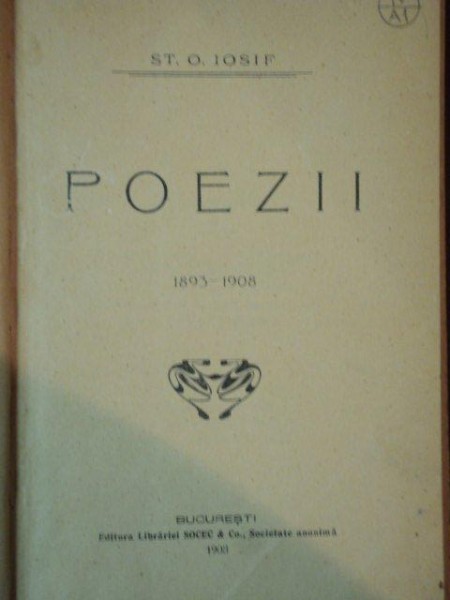 ST. O. IOSIF
POEZII
1893-1908
BUCUREȘTI
Editura Librăriei SOCEC & Co., Societate anonimă
1908